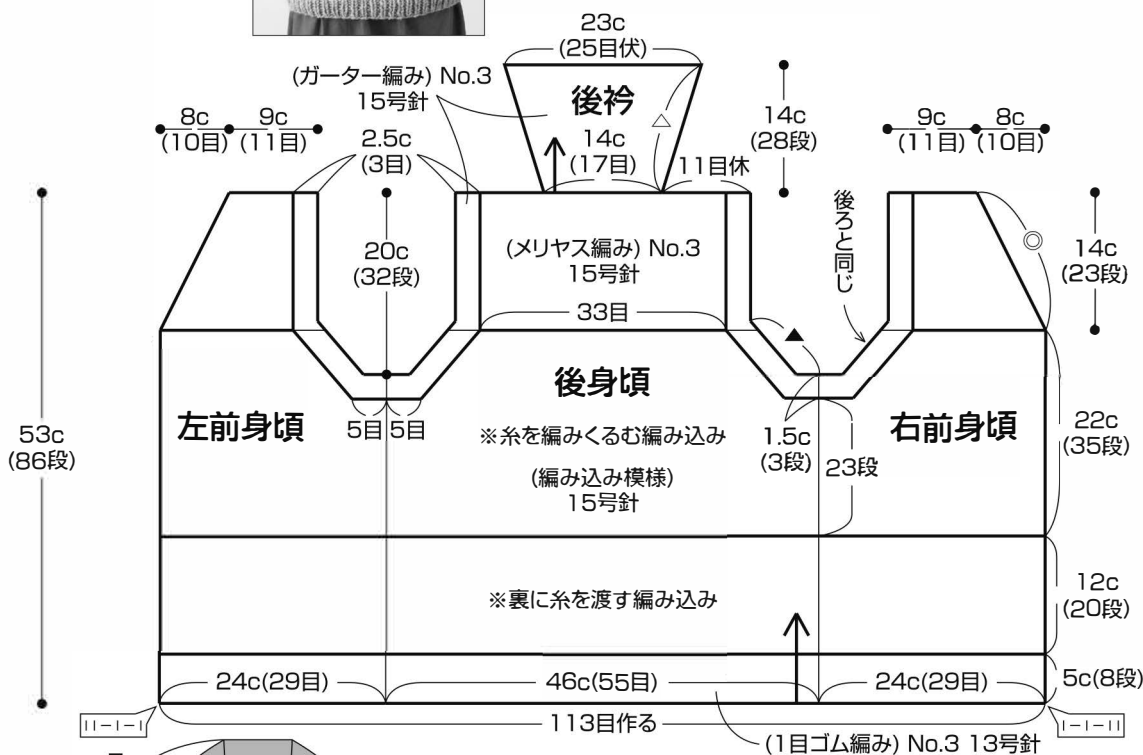 23c
(25目伏)
(ガーター編み) No.3
15号針
後衿
△
14c
(28段)
8c
(10目)
9c
(11目)
2.5c
(3目)
14c
(17目)
11目休
9c
(11目)
8c
(10目)
20c
(32段)
(メリヤス編み) No.3
15号針
後ろと同じ
◎
14c
(23段)
33目
▲
53c
(86段)
左前身頃
5目
5目
後身頃
※糸を編みくるむ編み込み
(編み込み模様)
15号針
1.5c
(3段)
23段
右前身頃
22c
(35段)
※裏に糸を渡す編み込み
12c
(20段)
24c(29目)
46c(55目)
24c(29目)
5c(8段)
113目作る
(1目ゴム編み) No.3 13号針